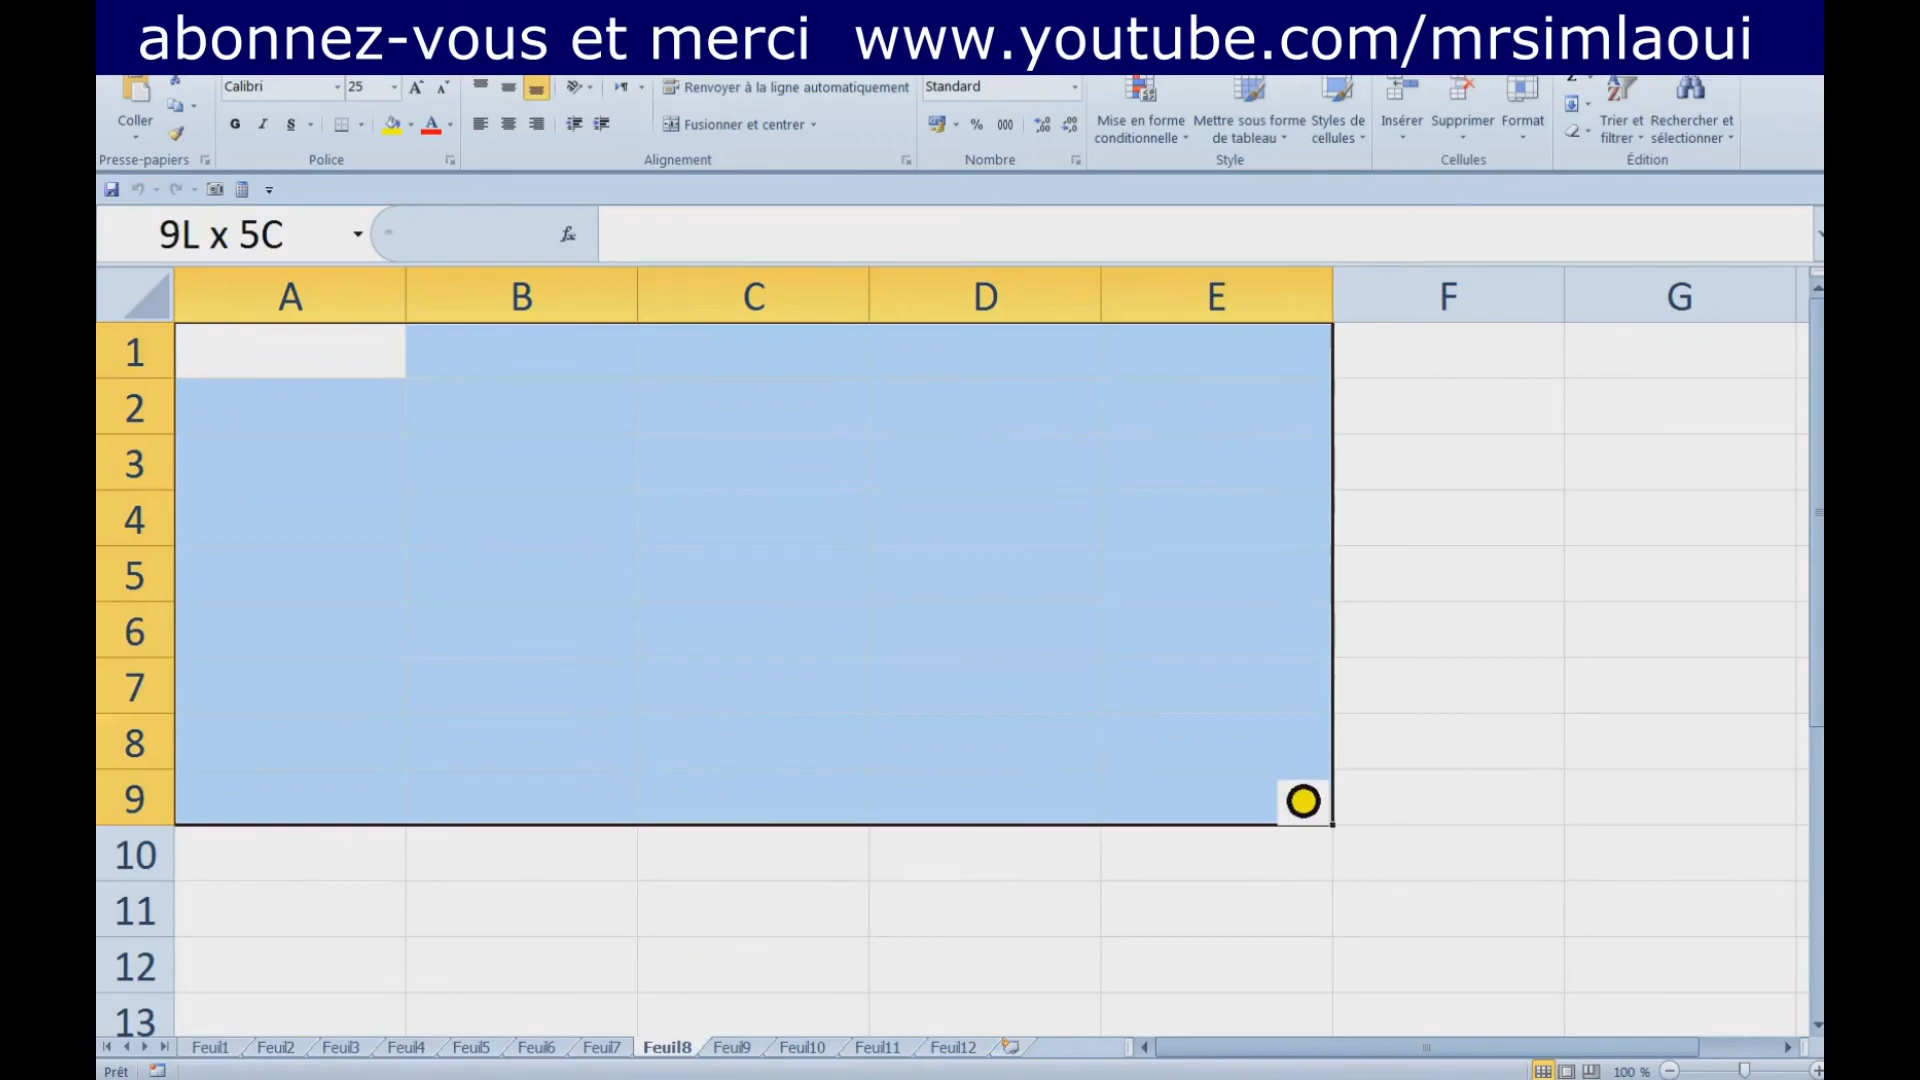 abonnez-vous et merci www.youtube.com/mrsimlaoui
Calibri 25 Renvoyer à la ligne automatiquement Standard
Coller G I S Fusionner et centrer % 000 Mise en forme conditionnelle Mettre sous forme de tableau Styles de cellules Insérer Supprimer Format Trier et filtrer Rechercher et sélectionner
Presse-papiers Police Alignement Nombre Style Cellules Édition
9L x 5C fx
A B C D E F G
1
2
3
4
5
6
7
8
9
10
11
12
13
Feuil1 Feuil2 Feuil3 Feuil4 Feuil5 Feuil6 Feuil7 Feuil8 Feuil9 Feuil10 Feuil11 Feuil12
Prêt 100 %